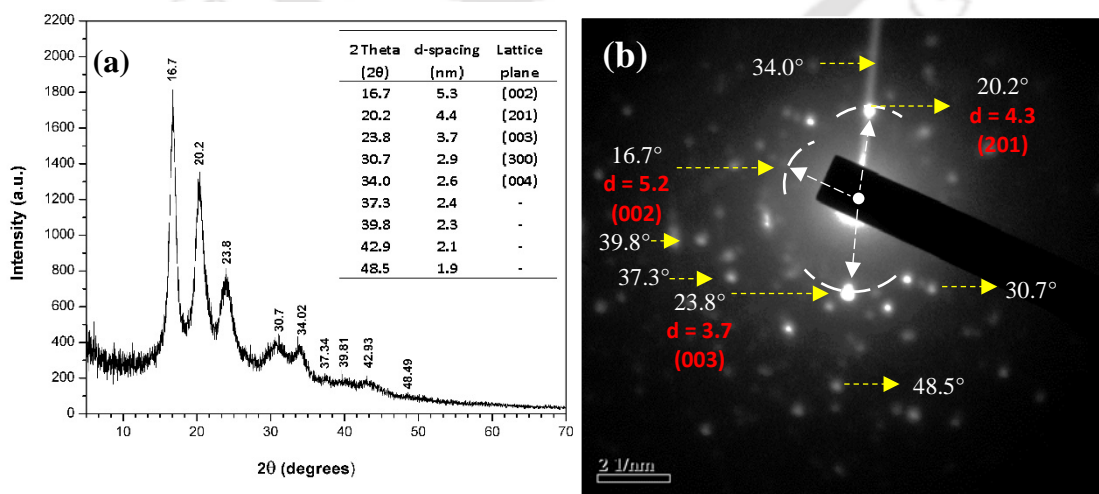 (a)
2200
2000
1800
1600
1400
1200
1000
800
600
400
200
0
Intensity (a.u.)
10
20
30
40
50
60
70
2θ (degrees)
16.7
20.2
23.8
30.7
34.02
37.34
39.81
42.93
48.49
2 Theta d-spacing Lattice
(2θ) (nm) plane
16.7 5.3 (002)
20.2 4.4 (201)
23.8 3.7 (003)
30.7 2.9 (300)
34.0 2.6 (004)
37.3 2.4 -
39.8 2.3 -
42.9 2.1 -
48.5 1.9 -
(b)
34.0°
20.2°
d = 4.3
(201)
16.7°
d = 5.2
(002)
39.8°
37.3°
23.8°
d = 3.7
(003)
30.7°
48.5°
2 1/nm